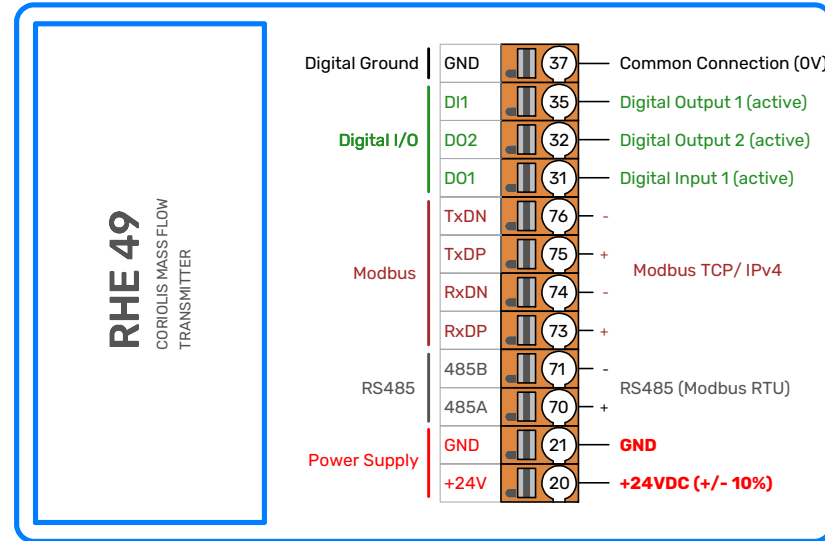 RHE 49
CORIOLIS MASS FLOW
TRANSMITTER
Digital Ground GND 37 Common Connection (0V)
DI1 35 Digital Output 1 (active)
Digital I/O DO2 32 Digital Output 2 (active)
DO1 31 Digital Input 1 (active)
TxDN 76 -
TxDP 75 +
Modbus Modbus TCP/ IPv4
RxDN 74 -
RxDP 73 +
485B 71 -
RS485 RS485 (Modbus RTU)
485A 70 +
GND 21 GND
Power Supply
+24V 20 +24VDC (+/- 10%)